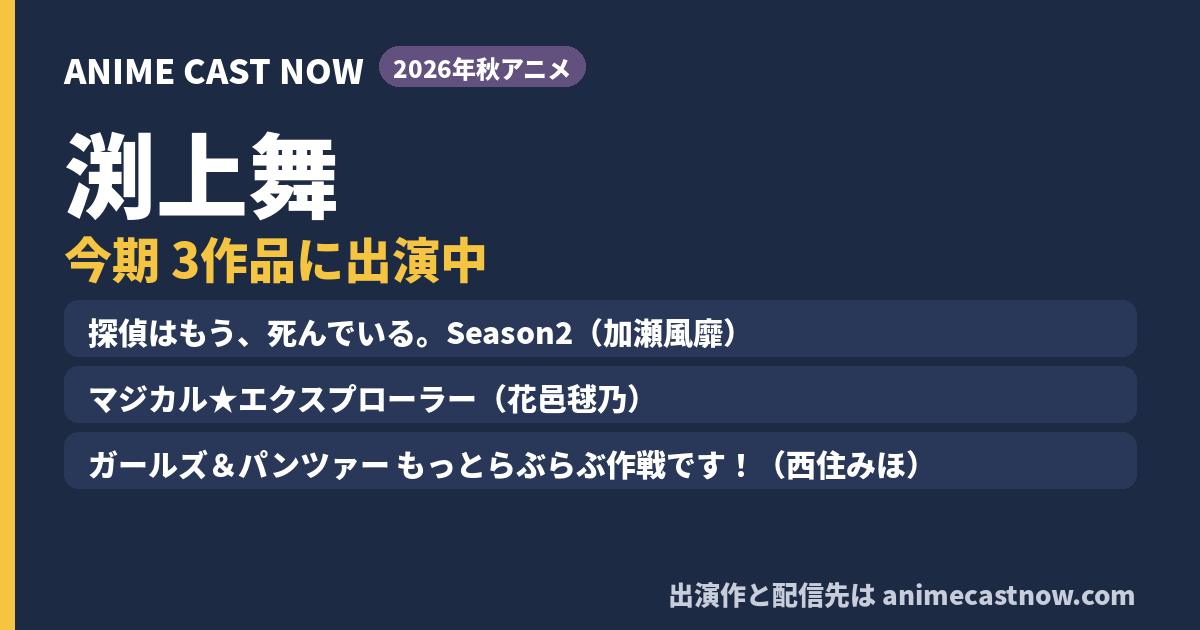 ANIME CAST NOW 2026年秋アニメ
渕上舞
今期 3作品に出演中
探偵はもう、死んでいる。Season2（加瀬風靡）
マジカル★エクスプローラー（花邑毬乃）
ガールズ＆パンツァー もっとらぶらぶ作戦です！（西住みほ）
出演作と配信先は animecastnow.com